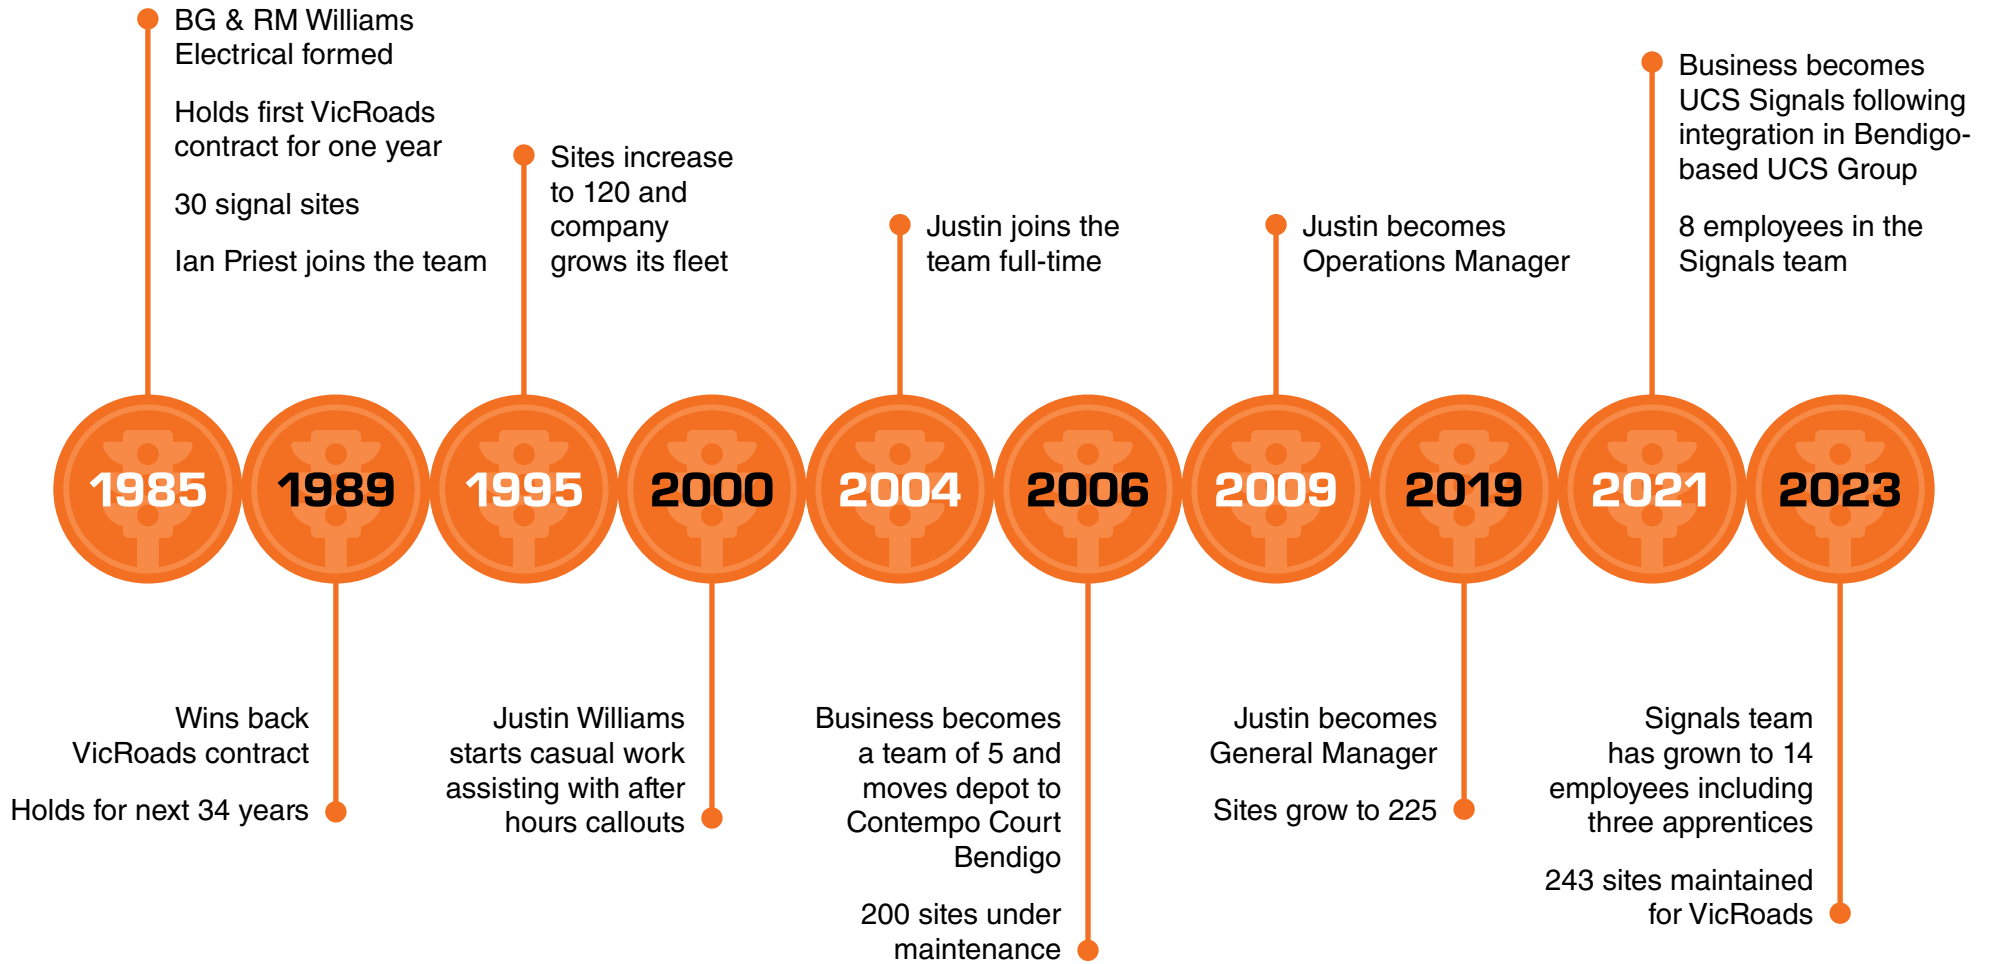 BG & RM Williams
Electrical formed
Holds first VicRoads
contract for one year
30 signal sites
Ian Priest joins the team
Sites increase
to 120 and
company
grows its fleet
Justin joins the
team full-time
Justin becomes
Operations Manager
Business becomes
UCS Signals following
integration in Bendigo-
based UCS Group
8 employees in the
Signals team
1985
1989
1995
2000
2004
2006
2009
2019
2021
2023
Wins back
VicRoads contract
Holds for next 34 years
Justin Williams
starts casual work
assisting with after
hours callouts
Business becomes
a team of 5 and
moves depot to
Contempo Court
Bendigo
200 sites under
maintenance
Justin becomes
General Manager
Sites grow to 225
Signals team
has grown to 14
employees including
three apprentices
243 sites maintained
for VicRoads